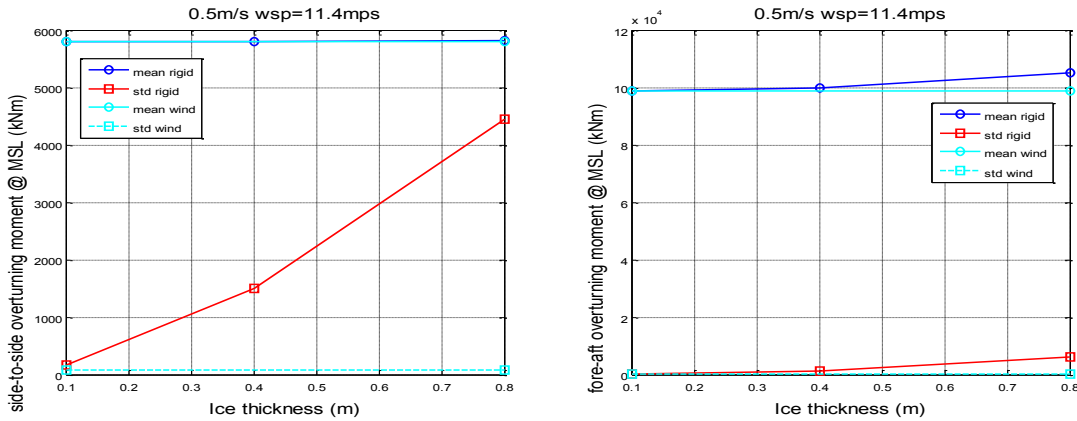 0.5m/s wsp=11.4mps
6000
5000
4000
3000
2000
1000
0
0.1 0.2 0.3 0.4 0.5 0.6 0.7 0.8
side-to-side overturning moment @ MSL (kNm)
Ice thickness (m)
mean rigid
std rigid
mean wind
std wind
0.5m/s wsp=11.4mps
x 10^4
12
10
8
6
4
2
0
0.1 0.2 0.3 0.4 0.5 0.6 0.7 0.8
fore-aft overturning moment @ MSL (kNm)
Ice thickness (m)
mean rigid
std rigid
mean wind
std wind